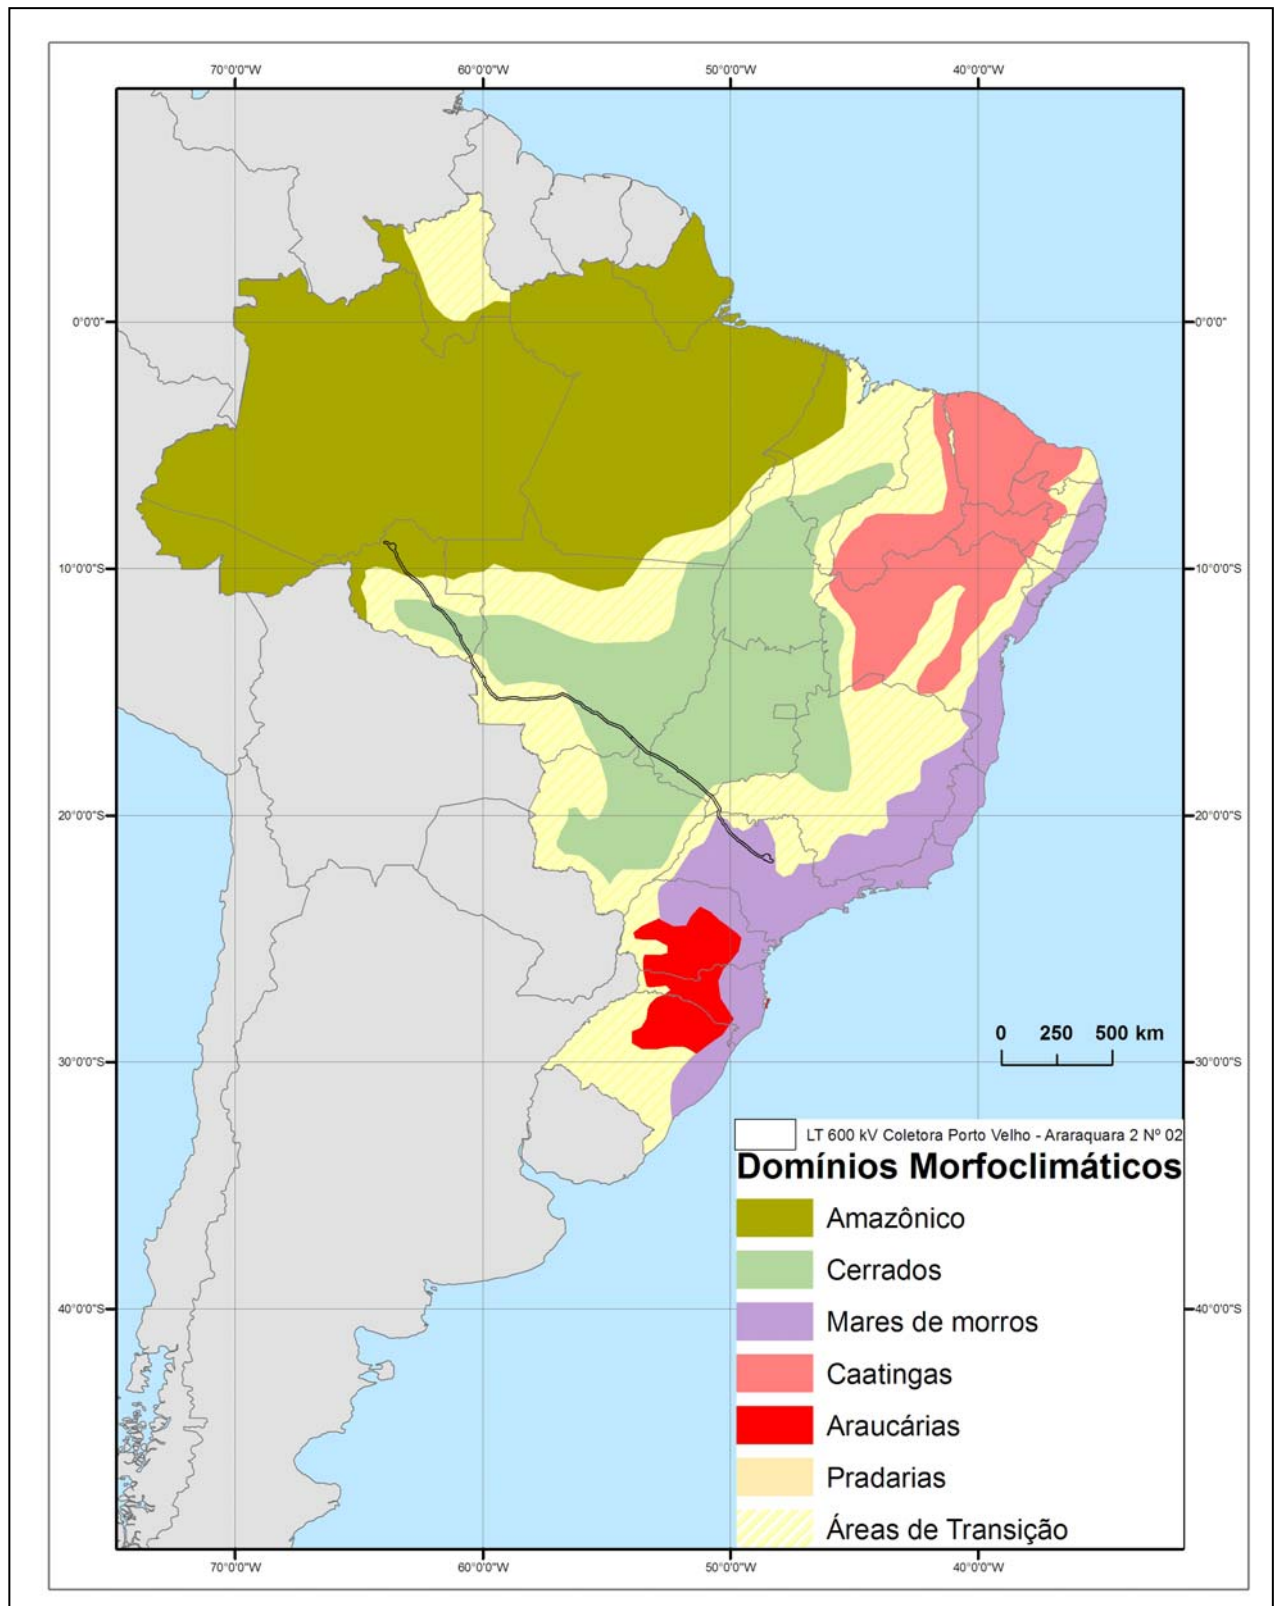 70°0'0"W 60°0'0"W 50°0'0"W 40°0'0"W
0°0'0" 0°0'0"
10°0'0"S 10°0'0"S
20°0'0"S 20°0'0"S
0 250 500 km
30°0'0"S 30°0'0"S
LT 600 kV Coletora Porto Velho - Araraquara 2 Nº 02
Domínios Morfoclimáticos
Amazônico
Cerrados
40°0'0"S 40°0'0"S
Mares de morros
Caatingas
Araucárias
Pradarias
Áreas de Transição
70°0'0"W 60°0'0"W 50°0'0"W 40°0'0"W